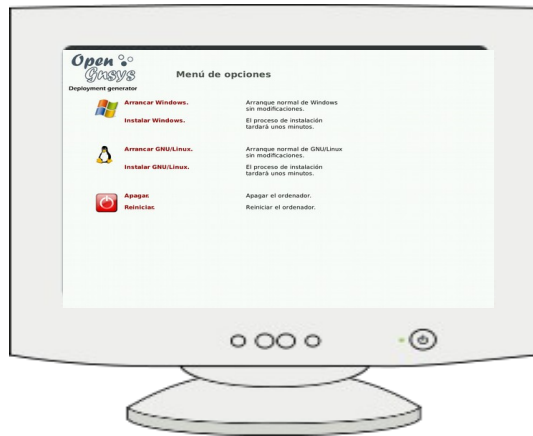 Open
Gnsys
Deployment generator
Menú de opciones
Arrancar Windows.
Arranque normal de Windows
sin modificaciones.
Instalar Windows.
El proceso de instalación
tardará unos minutos.
Arrancar GNU/Linux.
Arranque normal de GNU/Linux
sin modificaciones.
Instalar GNU/Linux.
El proceso de instalación
tardará unos minutos.
Apagar.
Apagar el ordenador.
Reiniciar.
Reiniciar el ordenador.